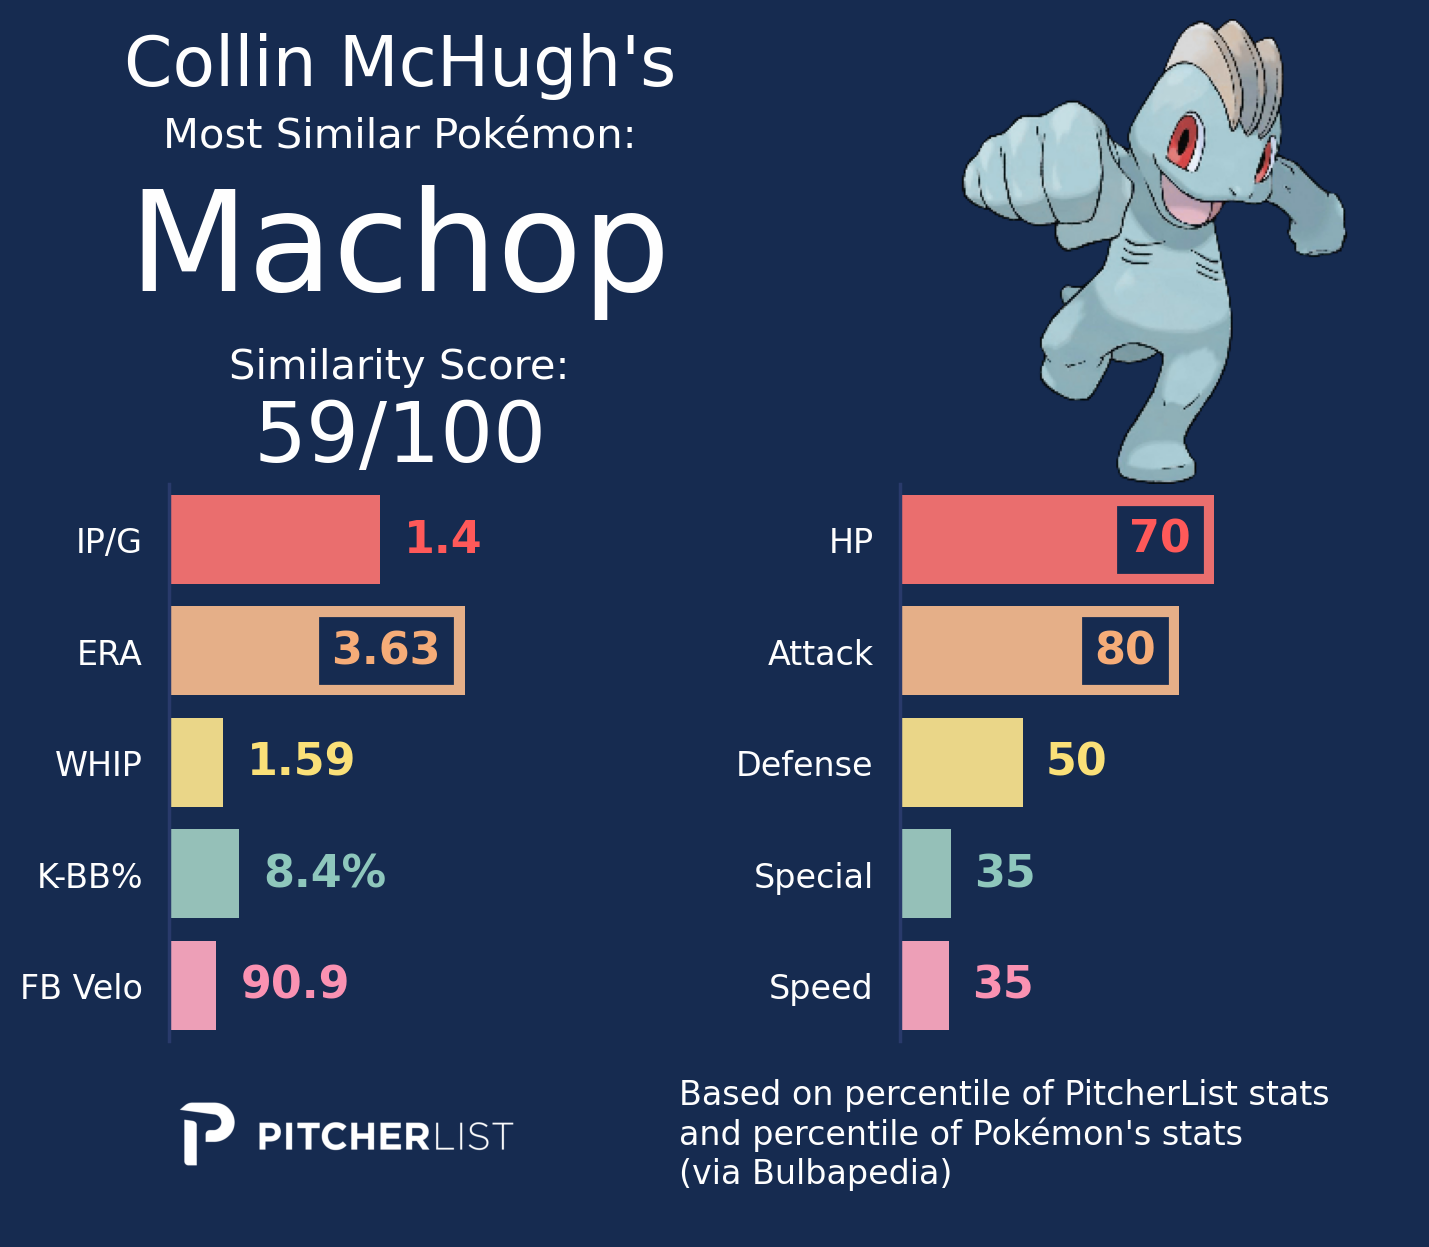 Collin McHugh's
Most Similar Pokémon:
Machop
Similarity Score:
59/100
IP/G 1.4
ERA 3.63
WHIP 1.59
K-BB% 8.4%
FB Velo 90.9
HP 70
Attack 80
Defense 50
Special 35
Speed 35
PITCHERLIST
Based on percentile of PitcherList stats
and percentile of Pokémon's stats
(via Bulbapedia)